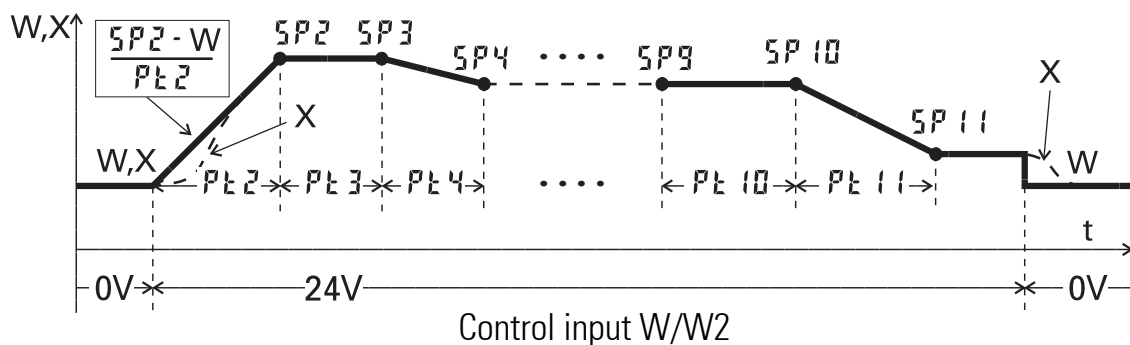 W,X
SP2 - W
Pt2
SP2 SP3 SP4 SP9 SP10 SP11
X
X
W,X
W
Pt2 Pt3 Pt4 Pt10 Pt11
t
0V 24V 0V
Control input W/W2